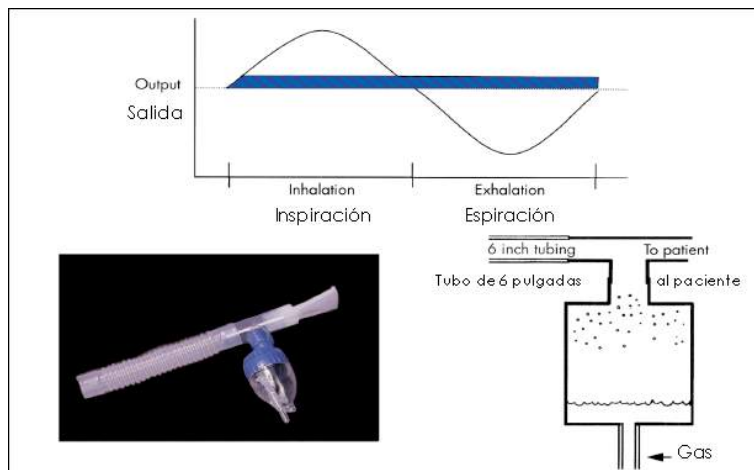 Output
Salida
Inhalation
Exhalation
Inspiración
Espiración
6 inch tubing
To patient
Tubo de 6 pulgadas
al paciente
Gas